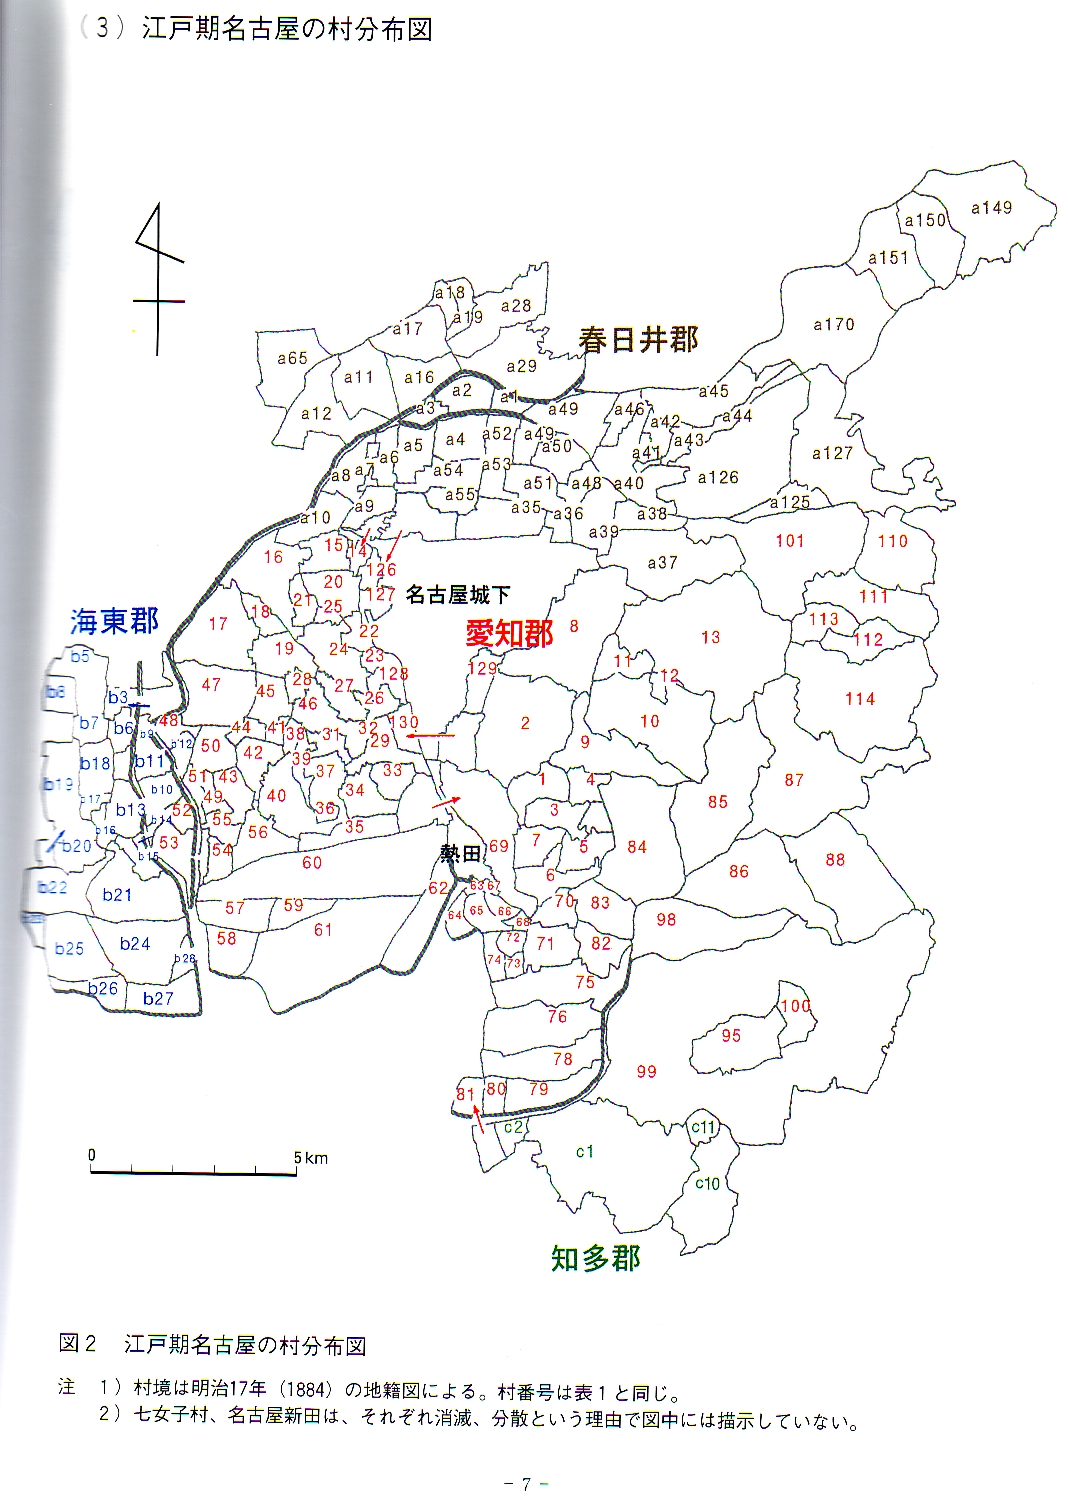 (3) 江戸期名古屋の村分布図
a149
a150
a151
a170
a18
a19
a28
a17
春日井郡
a65
a11
a16
a29
a2
a1
a45
a12
a3
a49
a46
a42
a44
a5
a4
a52
a49
a50
a43
a41
a127
a6
a7
a8
a54
a53
a51
a48
a40
a126
a55
a9
a10
a35
a36
a38
a125
a39
16
15
14
101
110
a37
126
20
127
名古屋城下
111
21
25
海東郡
17
18
22
愛知郡
8
13
113
112
19
24
23
b5
11
12
129
128
114
47
45
28
27
26
46
b8
b3
48
44
41
38
31
32
130
29
2
10
9
b7
b6
b9
b12
50
42
39
b18
b11
51
43
37
33
1
4
87
b19
b10
49
40
34
85
b17
b13
52
36
3
b14
55
56
35
b16
53
7
5
84
b20
b15
54
熱田
69
60
6
86
88
b22
b21
62
63
67
57
59
64
65
66
70
83
68
98
b25
b24
58
61
72
71
82
b28
74
73
75
b26
b27
76
100
95
78
99
81
80
79
c2
c11
c1
0
5km
c10
知多郡
図2 江戸期名古屋の村分布図
注 1)村境は明治17年(1884)の地籍図による。村番号は表1と同じ。
2)七女子村、名古屋新田は、それぞれ消滅、分散という理由で図中には描示していない。
- 7 -